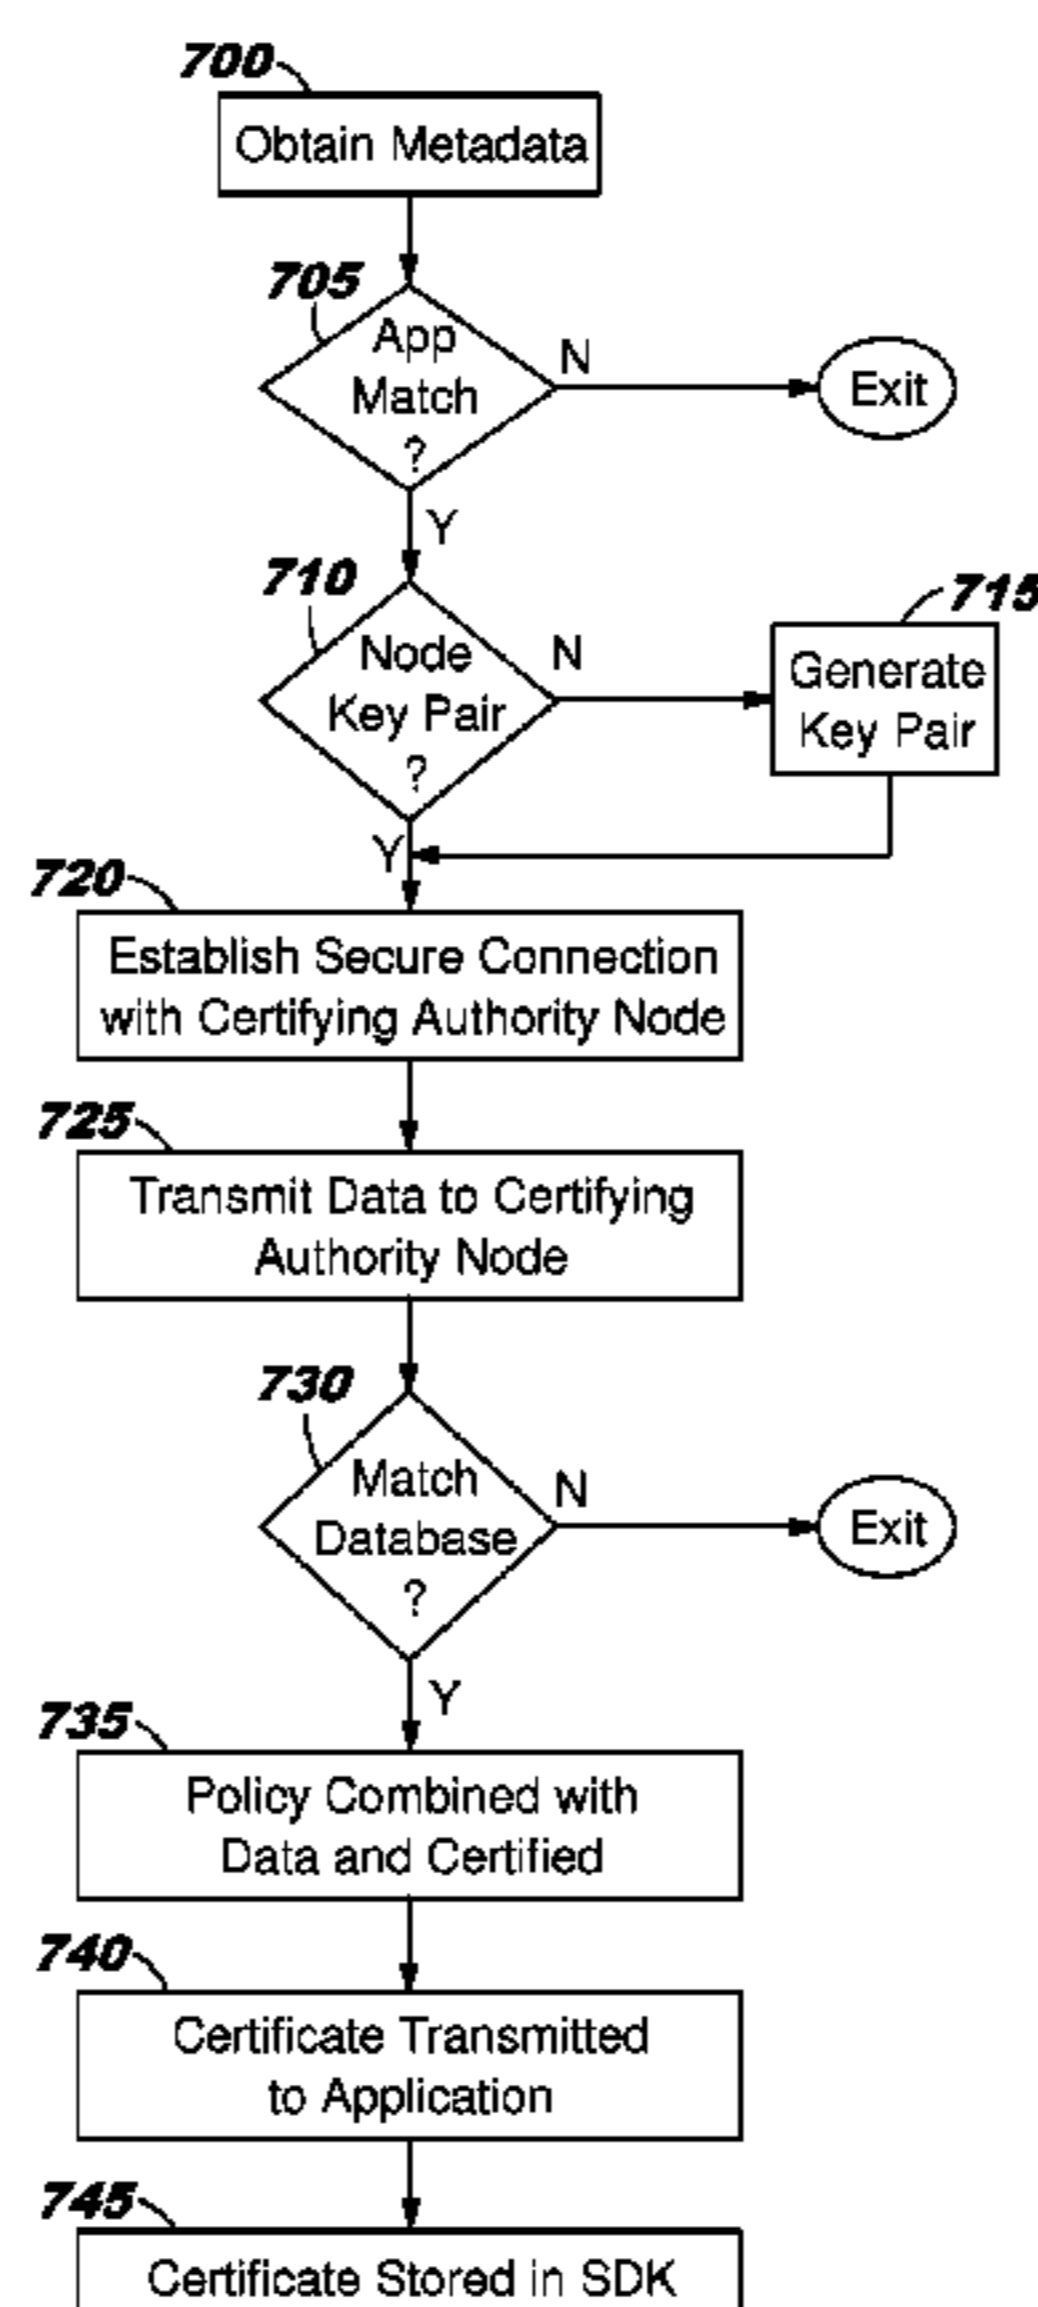 700
Obtain Metadata
705
App
Match
?
N
Exit
Y
710
Node
Key Pair
?
N
715
Generate
Key Pair
Y
720
Establish Secure Connection
with Certifying Authority Node
725
Transmit Data to Certifying
Authority Node
730
Match
Database
?
N
Exit
Y
735
Policy Combined with
Data and Certified
740
Certificate Transmitted
to Application
745
Certificate Stored in SDK